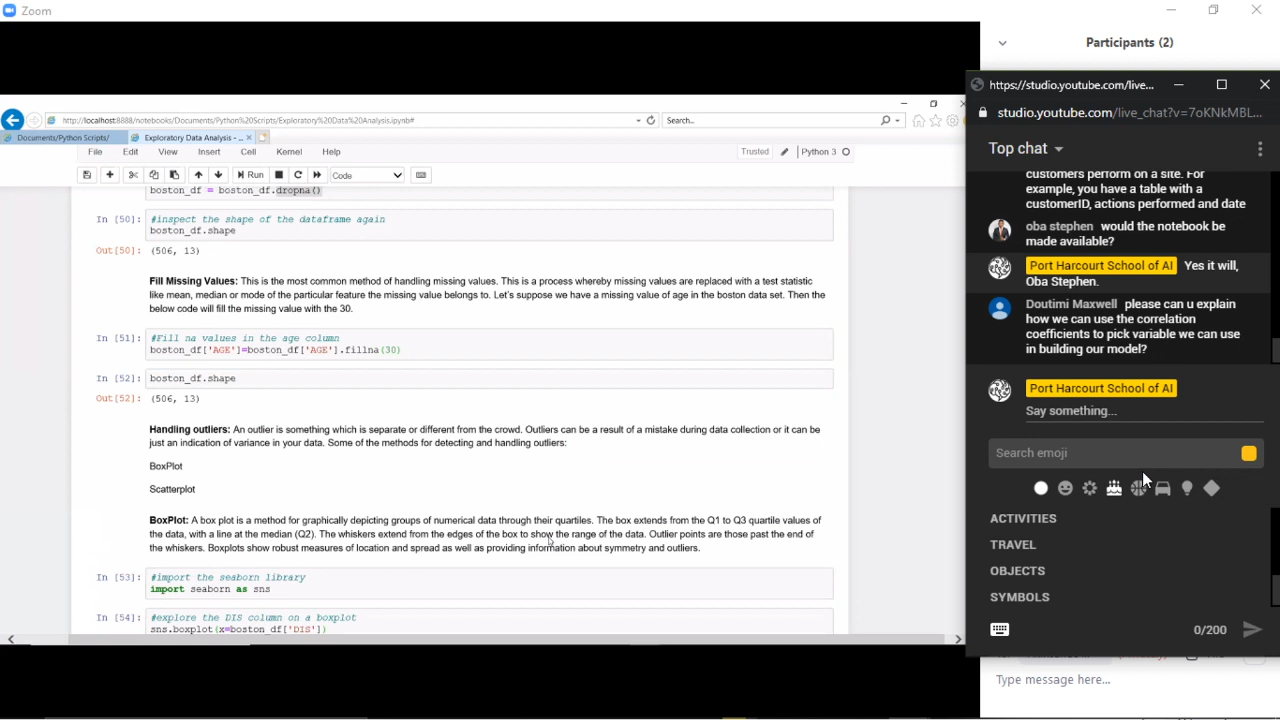 Zoom
Participants (2)
https://studio.youtube.com/live...
studio.youtube.com/live_chat?v=7oKNkMBL...
http://localhost:8888/notebooks/Documents/Python%20Scripts/Exploratory%20Data%20Analysis.ipynb#
Search...
Documents/Python Scripts/
Exploratory Data Analysis - ...
File Edit View Insert Cell Kernel Help
Trusted
Python 3
Run
Code
boston_df = boston_df.dropna()
In [50]: #inspect the shape of the dataframe again
boston_df.shape
Out[50]: (506, 13)
Fill Missing Values: This is the most common method of handling missing values. This is a process whereby missing values are replaced with a test statistic
like mean, median or mode of the particular feature the missing value belongs to. Let's suppose we have a missing value of age in the boston data set. Then the
below code will fill the missing value with the 30.
In [51]: #Fill na values in the age column
boston_df['AGE']=boston_df['AGE'].fillna(30)
In [52]: boston_df.shape
Out[52]: (506, 13)
Handling outliers: An outlier is something which is separate or different from the crowd. Outliers can be a result of a mistake during data collection or it can be
just an indication of variance in your data. Some of the methods for detecting and handling outliers:
BoxPlot
Scatterplot
BoxPlot: A box plot is a method for graphically depicting groups of numerical data through their quartiles. The box extends from the Q1 to Q3 quartile values of
the data, with a line at the median (Q2). The whiskers extend from the edges of the box to show the range of the data. Outlier points are those past the end of
the whiskers. Boxplots show robust measures of location and spread as well as providing information about symmetry and outliers.
In [53]: #import the seaborn library
import seaborn as sns
In [54]: #explore the DIS column on a boxplot
sns.boxplot(x=boston_df['DIS'])
Top chat
customers perform on a site. For
example, you have a table with a
customerID, actions performed and date
oba stephen would the notebook be
made available?
Port Harcourt School of AI Yes it will,
Oba Stephen.
Doutimi Maxwell please can u explain
how we can use the correlation
coefficients to pick variable we can use
in building our model?
Port Harcourt School of AI
Say something...
Search emoji
ACTIVITIES
TRAVEL
OBJECTS
SYMBOLS
0/200
Type message here...